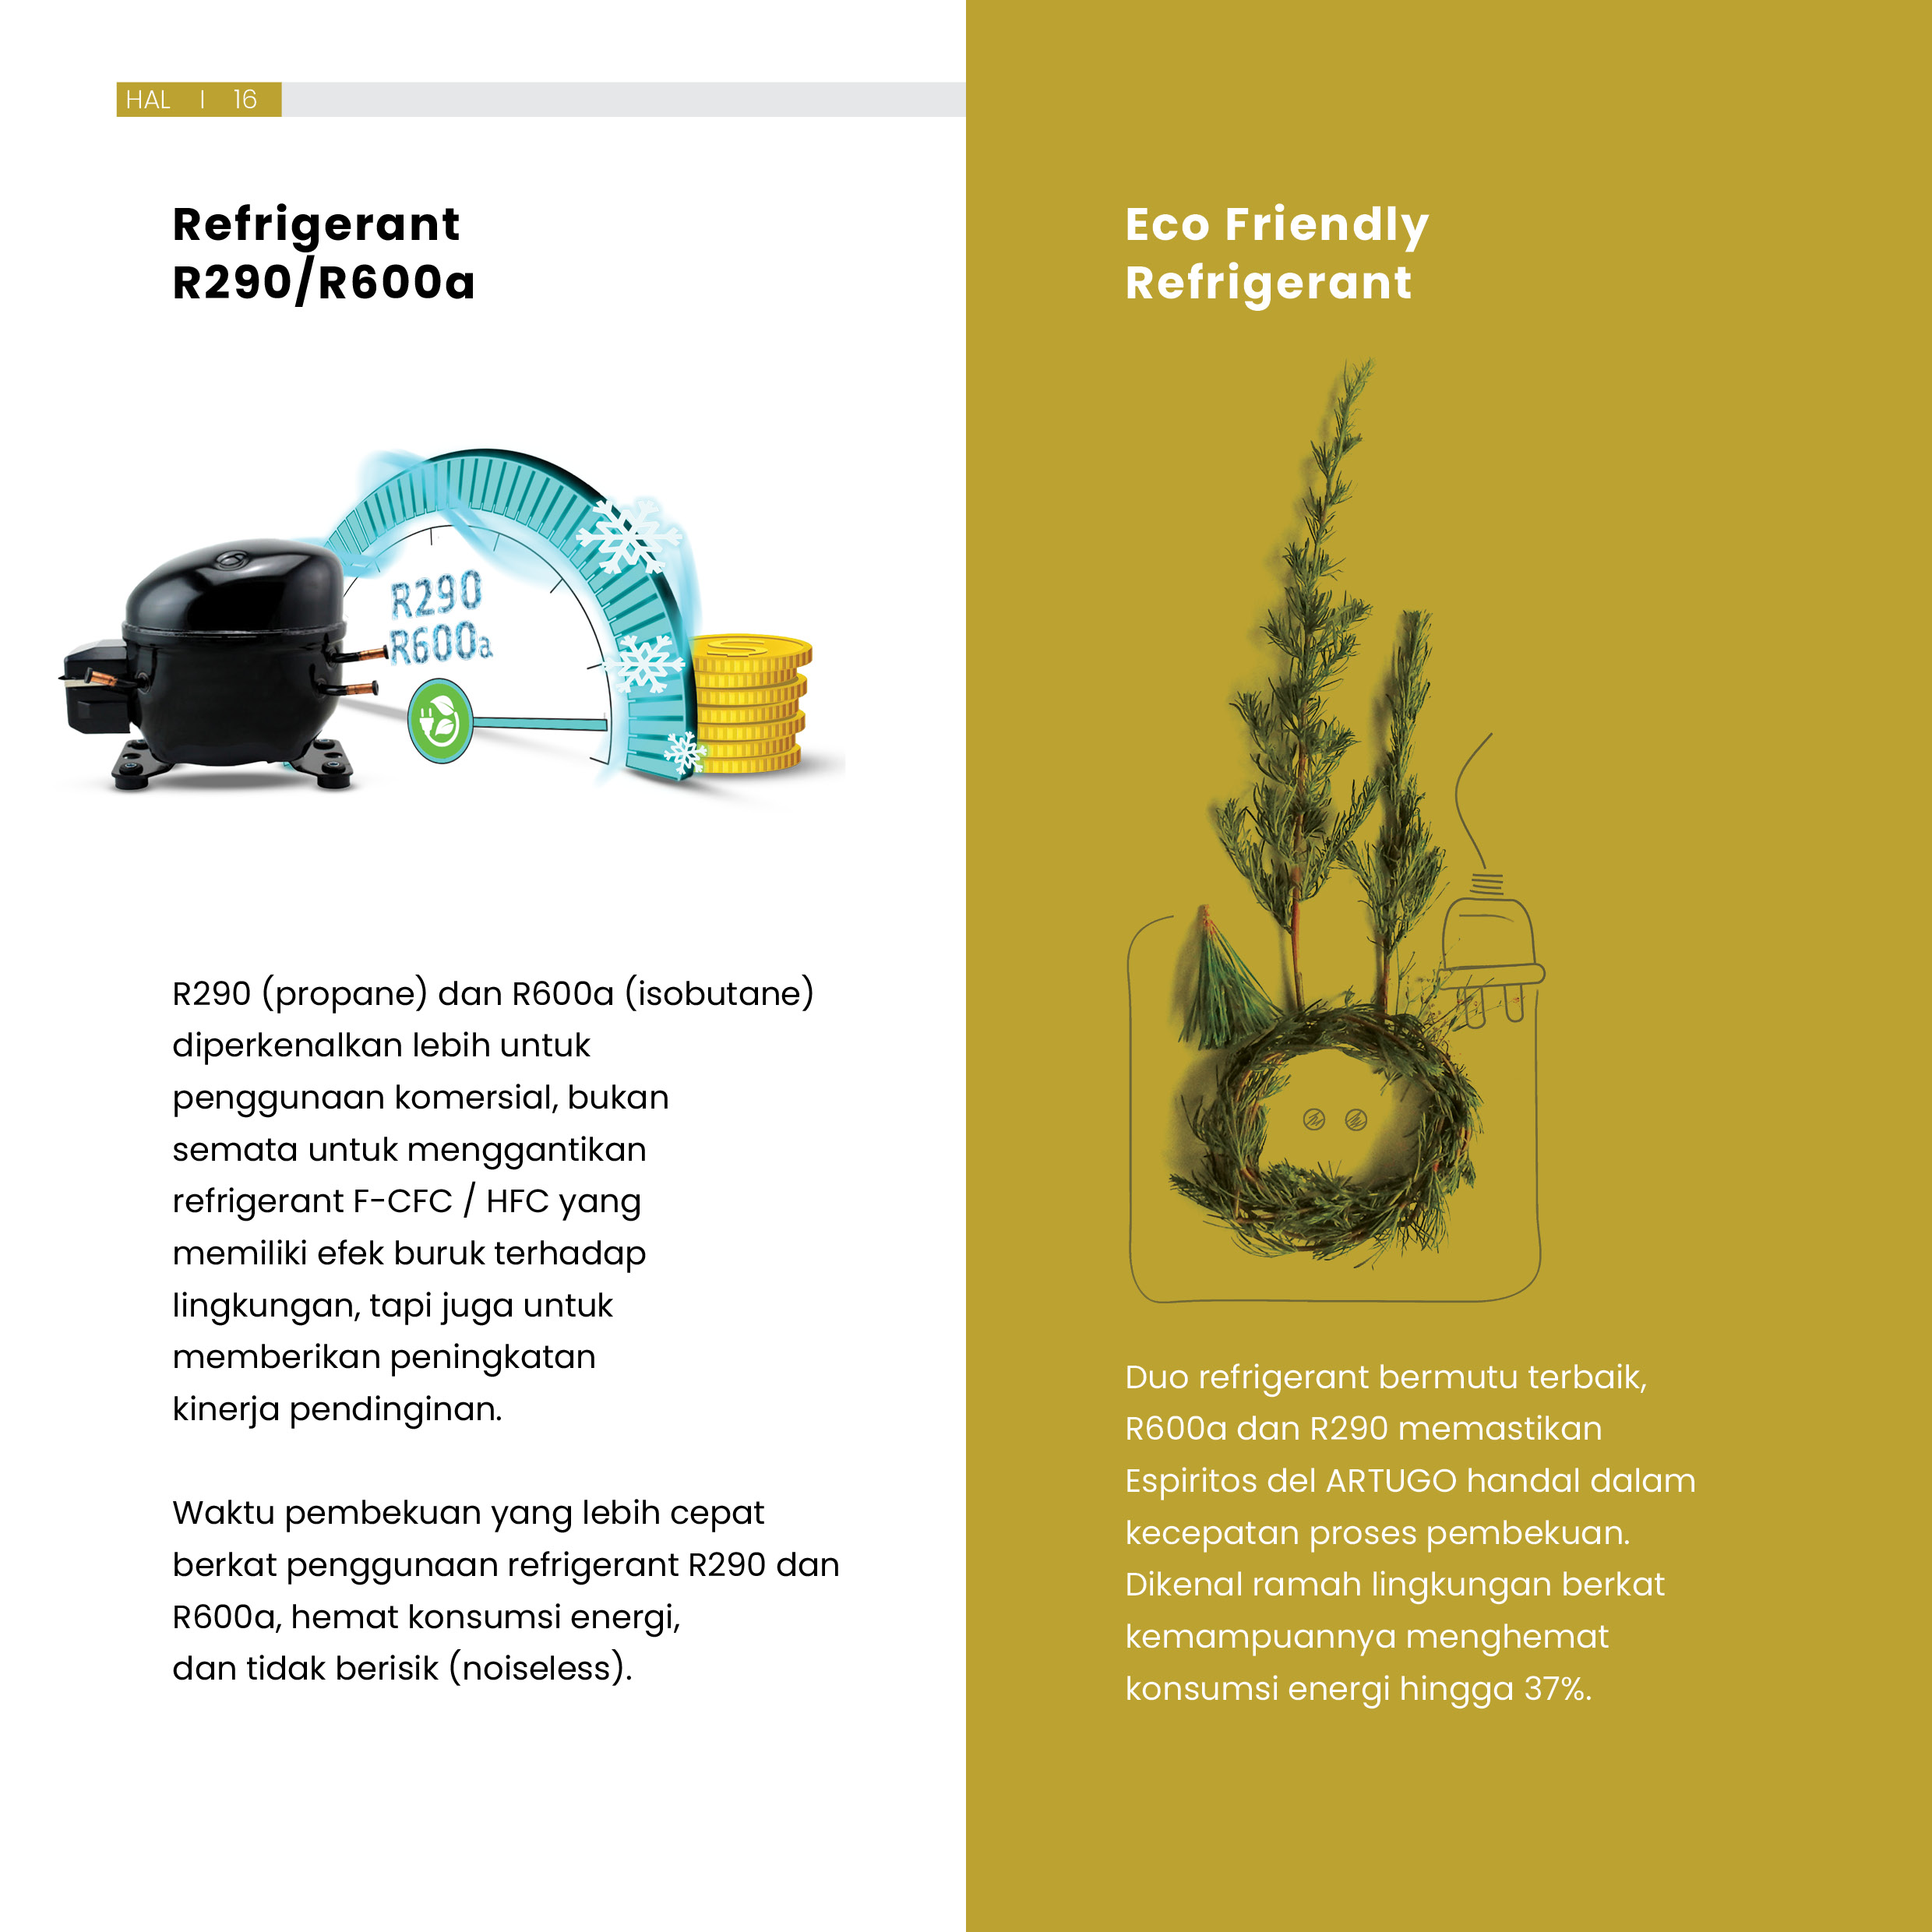 HAL | 16
Refrigerant
R290/R600a
R290
R600a
R290 (propane) dan R600a (isobutane)
diperkenalkan lebih untuk
penggunaan komersial, bukan
semata untuk menggantikan
refrigerant F-CFC / HFC yang
memiliki efek buruk terhadap
lingkungan, tapi juga untuk
memberikan peningkatan
kinerja pendinginan.
Waktu pembekuan yang lebih cepat
berkat penggunaan refrigerant R290 dan
R600a, hemat konsumsi energi,
dan tidak berisik (noiseless).
Eco Friendly
Refrigerant
Duo refrigerant bermutu terbaik,
R600a dan R290 memastikan
Espiritos del ARTUGO handal dalam
kecepatan proses pembekuan.
Dikenal ramah lingkungan berkat
kemampuannya menghemat
konsumsi energi hingga 37%.